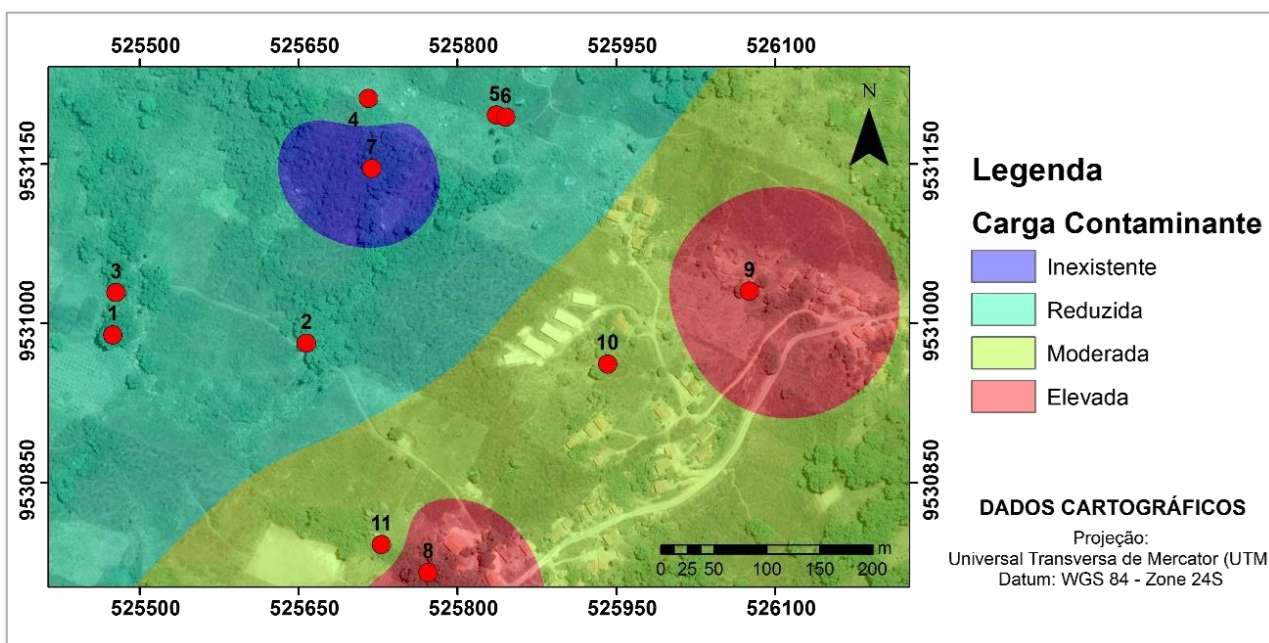 525500 525650 525800 525950 526100
9531150 9531000 9530850
9531150 9531000 9530850
N
4
5 6
7
3
1
2
9
10
11
8
0 25 50 100 150 200 m
525500 525650 525800 525950 526100
Legenda
Carga Contaminante
Inexistente
Reduzida
Moderada
Elevada
DADOS CARTOGRÁFICOS
Projeção:
Universal Transversa de Mercator (UTM
Datum: WGS 84 - Zone 24S